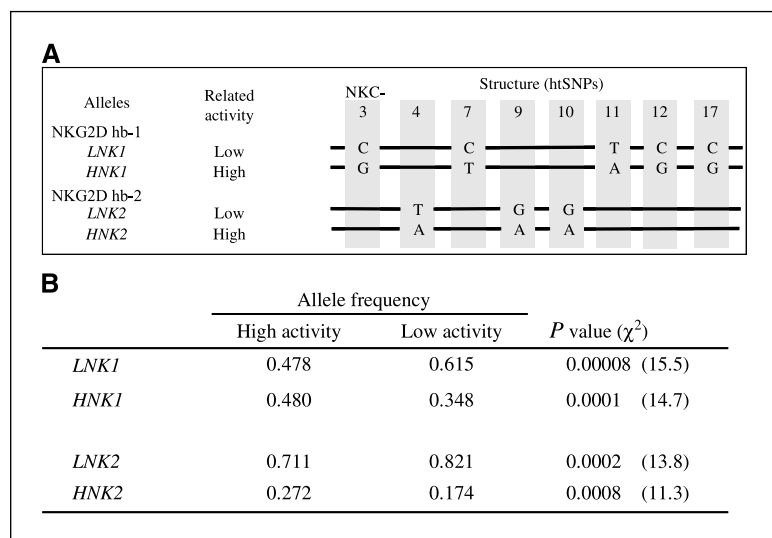 A
NKC- Structure (htSNPs)
Alleles Related activity 3 4 7 9 10 11 12 17
NKG2D hb-1
LNK1 Low C C T C C
HNK1 High G T A G G
NKG2D hb-2
LNK2 Low T G G
HNK2 High A A A
B
Allele frequency
High activity Low activity P value (χ²)
LNK1 0.478 0.615 0.00008 (15.5)
HNK1 0.480 0.348 0.0001 (14.7)
LNK2 0.711 0.821 0.0002 (13.8)
HNK2 0.272 0.174 0.0008 (11.3)